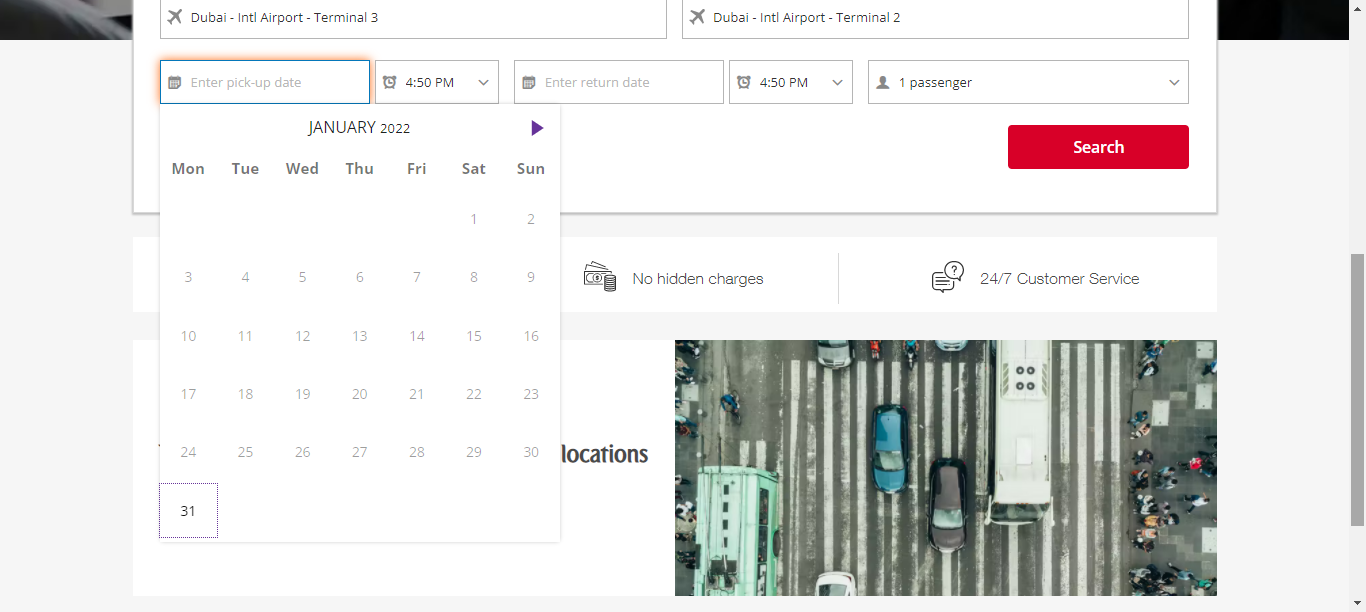 Dubai - Intl Airport - Terminal 3
Dubai - Intl Airport - Terminal 2
Enter pick-up date
4:50 PM
Enter return date
4:50 PM
1 passenger
JANUARY 2022
Search
Mon Tue Wed Thu Fri Sat Sun
1 2
3 4 5 6 7 8 9
No hidden charges
24/7 Customer Service
10 11 12 13 14 15 16
17 18 19 20 21 22 23
24 25 26 27 28 29 30
locations
31